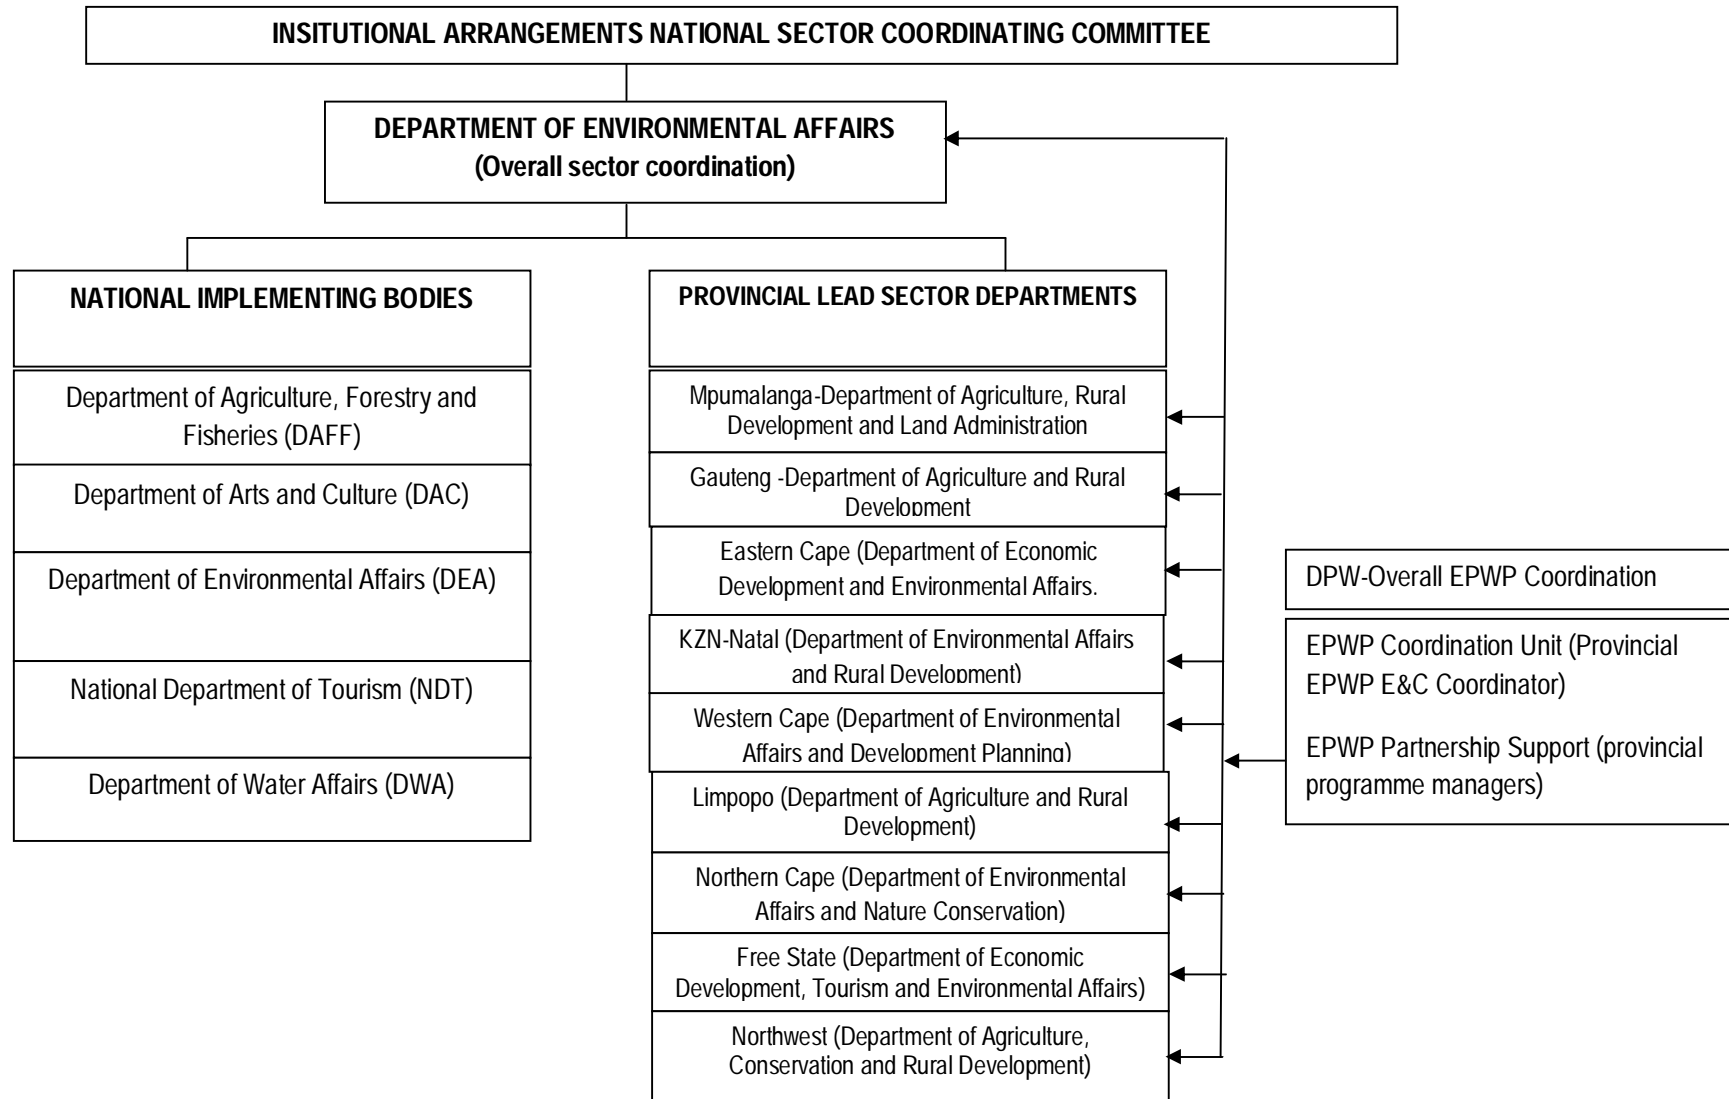 INSITUTIONAL ARRANGEMENTS NATIONAL SECTOR COORDINATING COMMITTEE
DEPARTMENT OF ENVIRONMENTAL AFFAIRS
(Overall sector coordination)
NATIONAL IMPLEMENTING BODIES
Department of Agriculture, Forestry and
Fisheries (DAFF)
Department of Arts and Culture (DAC)
Department of Environmental Affairs (DEA)
National Department of Tourism (NDT)
Department of Water Affairs (DWA)
PROVINCIAL LEAD SECTOR DEPARTMENTS
Mpumalanga-Department of Agriculture, Rural
Development and Land Administration
Gauteng -Department of Agriculture and Rural
Development
Eastern Cape (Department of Economic
Development and Environmental Affairs.
KZN-Natal (Department of Environmental Affairs
and Rural Development)
Western Cape (Department of Environmental
Affairs and Development Planning)
Limpopo (Department of Agriculture and Rural
Development)
Northern Cape (Department of Environmental
Affairs and Nature Conservation)
Free State (Department of Economic
Development, Tourism and Environmental Affairs)
Northwest (Department of Agriculture,
Conservation and Rural Development)
DPW-Overall EPWP Coordination
EPWP Coordination Unit (Provincial
EPWP E&C Coordinator)
EPWP Partnership Support (provincial
programme managers)